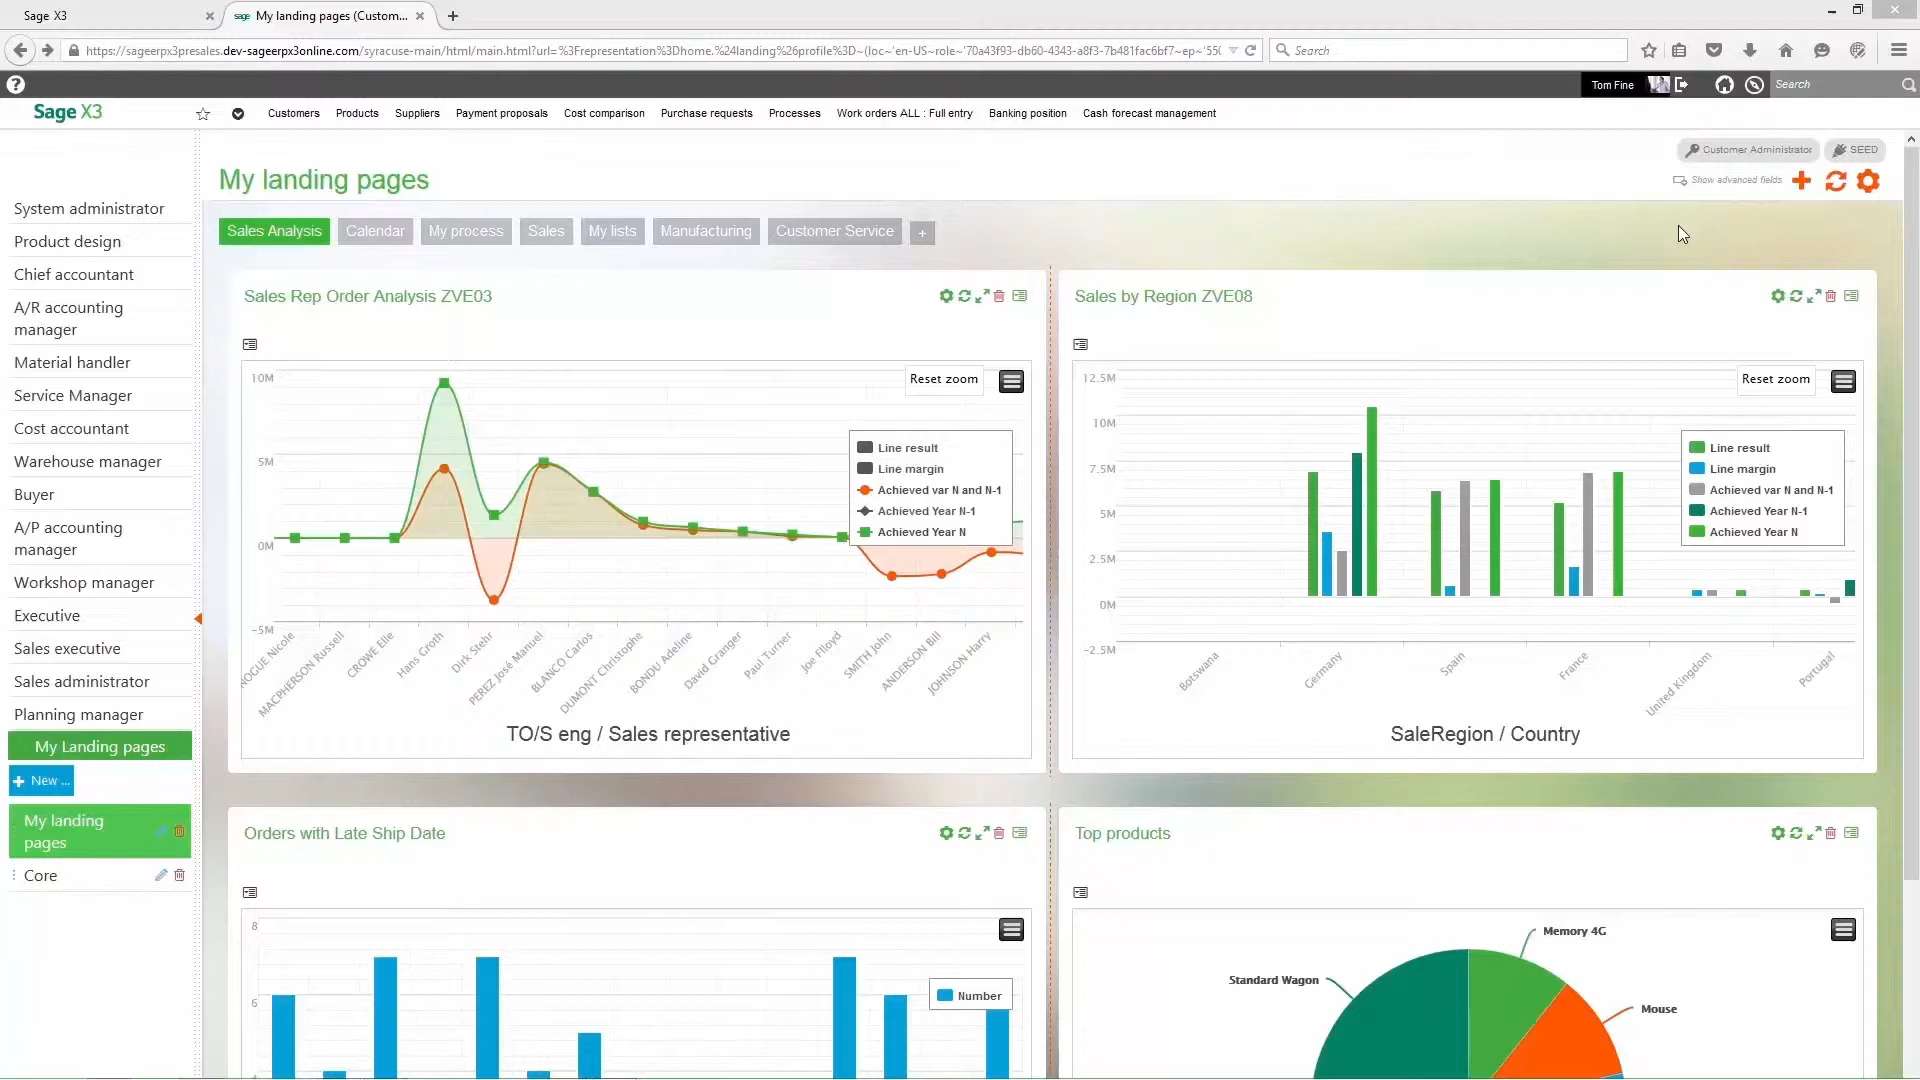 Sage X3
sage My landing pages (Custom...
https://sageerpx3presales.dev-sageerpx3online.com/syracuse-main/html/main.html?url=%3Frepresentation%3Dhome.%24landing%26profile%3D~(loc~'en-US~role~'70a43f93-db60-4343-a8f3-7b481fac6bf7~ep~'55(
Search
Tom Fine
Search
Sage X3
Customers
Products
Suppliers
Payment proposals
Cost comparison
Purchase requests
Processes
Work orders ALL : Full entry
Banking position
Cash forecast management
Customer Administrator
SEED
My landing pages
Show advanced fields
System administrator
Product design
Chief accountant
A/R accounting
manager
Material handler
Service Manager
Cost accountant
Warehouse manager
Buyer
A/P accounting
manager
Workshop manager
Executive
Sales executive
Sales administrator
Planning manager
My Landing pages
+ New ...
My landing
pages
Core
Sales Analysis
Calendar
My process
Sales
My lists
Manufacturing
Customer Service
+
Sales Rep Order Analysis ZVE03
10M
5M
0M
-5M
Reset zoom
Line result
Line margin
Achieved var N and N-1
Achieved Year N-1
Achieved Year N
ROGUE Nicole
MACPHERSON Russell
CROWE Elle
Hans Groth
Dirk Stehr
PEREZ José Manuel
BLANCO Carlos
DUMONT Christophe
BONDU Adeline
David Granger
Paul Turner
Joe Flloyd
SMITH John
ANDERSON Bill
JOHNSON Harry
TO/S eng / Sales representative
Sales by Region ZVE08
12.5M
10M
7.5M
5M
2.5M
0M
-2.5M
Reset zoom
Line result
Line margin
Achieved var N and N-1
Achieved Year N-1
Achieved Year N
Botswana
Germany
Spain
France
United Kingdom
Portugal
SaleRegion / Country
Orders with Late Ship Date
8
6
Number
Top products
Memory 4G
Standard Wagon
Mouse